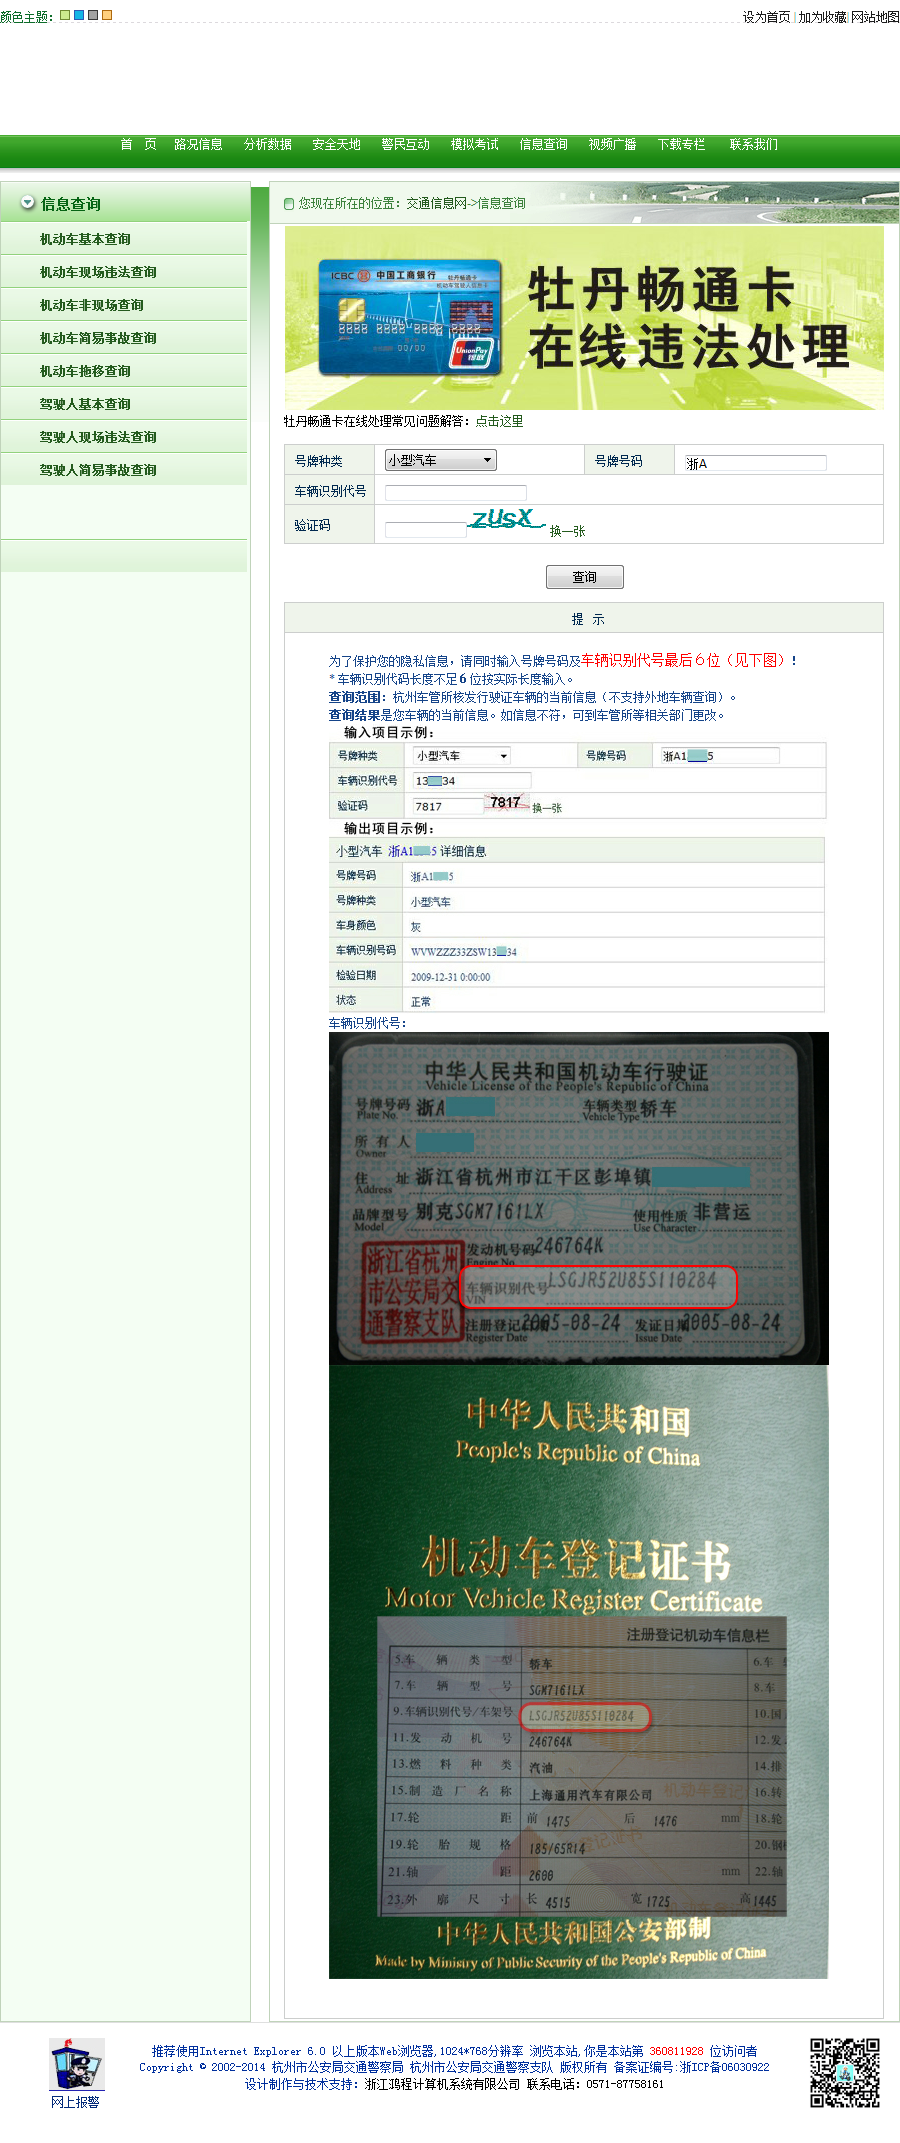 颜色主题：
设为首页 | 加为收藏 | 网站地图
首 页 路况信息 分析数据 安全天地 警民互动 模拟考试 信息查询 视频广播 下载专栏 联系我们
信息查询
机动车基本查询
机动车现场违法查询
机动车非现场查询
机动车简易事故查询
机动车拖移查询
驾驶人基本查询
驾驶人现场违法查询
驾驶人简易事故查询
您现在所在的位置：交通信息网->信息查询
ICBC 中国工商银行 牡丹畅通卡
机动车驾驶人信息卡
00/00
UnionPay
银联
牡丹畅通卡
在线违法处理
牡丹畅通卡在线处理常见问题解答：点击这里
号牌种类 小型汽车 号牌号码 浙A
车辆识别代号
验证码 zUsX 换一张
查询
提 示
为了保护您的隐私信息，请同时输入号牌号码及车辆识别代号最后６位（见下图）！
* 车辆识别代码长度不足6 位按实际长度输入。
查询范围：杭州车管所核发行驶证车辆的当前信息（不支持外地车辆查询）。
查询结果是您车辆的当前信息。如信息不符，可到车管所等相关部门更改。
输入项目示例：
号牌种类 小型汽车 号牌号码 浙A1 5
车辆识别代号 13 34
验证码 7817 7817 换一张
输出项目示例：
小型汽车 浙A1 5 详细信息
号牌号码 浙A1 5
号牌种类 小型汽车
车身颜色 灰
车辆识别号码 WVWZZZ33ZSW13 34
检验日期 2009-12-31 0:00:00
状态 正常
车辆识别代号：
中华人民共和国机动车行驶证
Vehicle License of the People's Republic of China
号牌号码 浙A 车辆类型 轿车
Plate No. Vehicle Type
所有人
Owner
住 址 浙江省杭州市江干区彭埠镇
Address
品牌型号 别克SGM7161LX 使用性质 非营运
Model Use Character
浙江省杭州
市公安局交
通警察支队
发动机号码 246764K
Engine No.
车辆识别代号 LSGJR52U85S110284
VIN
注册登记日期 2005-08-24 发证日期 2005-08-24
Register Date Issue Date
中华人民共和国
People's Republic of China
机动车登记证书
Motor Vehicle Register Certificate
注册登记机动车信息栏
5.车辆类型 轿车 6.车
7.车辆型号 SGM7161LX 8.车
9.车辆识别代号/车架号 LSGJR52U85S110284 10.国
11.发动机号 246764K 12.发
13.燃料种类 汽油 14.排
15.制造厂名称 上海通用汽车有限公司 16.转
17.轮距 前 1475 后 1476 mm 18.轮
19.轮胎规格 185/65R14 20.钢
21.轴距 2600 mm 22.轴
23.外廓尺寸 长 4515 宽 1725 高 1445
中华人民共和国公安部制
Made by Ministry of Public Security of the People's Republic of China
网上报警
推荐使用Internet Explorer 6.0 以上版本Web浏览器,1024*768分辨率 浏览本站,你是本站第 360811928 位访问者
Copyright © 2002-2014 杭州市公安局交通警察局 杭州市公安局交通警察支队 版权所有 备案证编号:浙ICP备06030922
设计制作与技术支持：浙江鸿程计算机系统有限公司 联系电话：0571-87758161